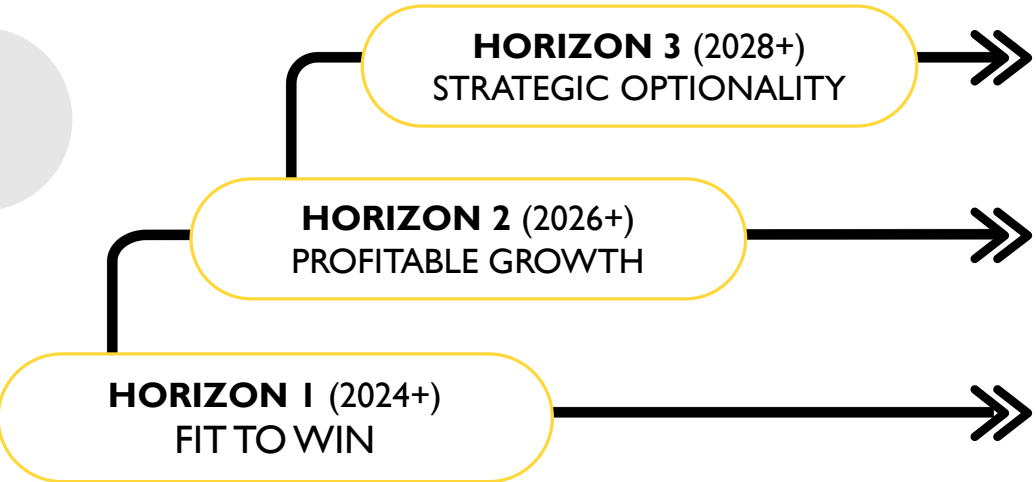 HORIZON 3 (2028+)
STRATEGIC OPTIONALITY
HORIZON 2 (2026+)
PROFITABLE GROWTH
HORIZON 1 (2024+)
FIT TO WIN